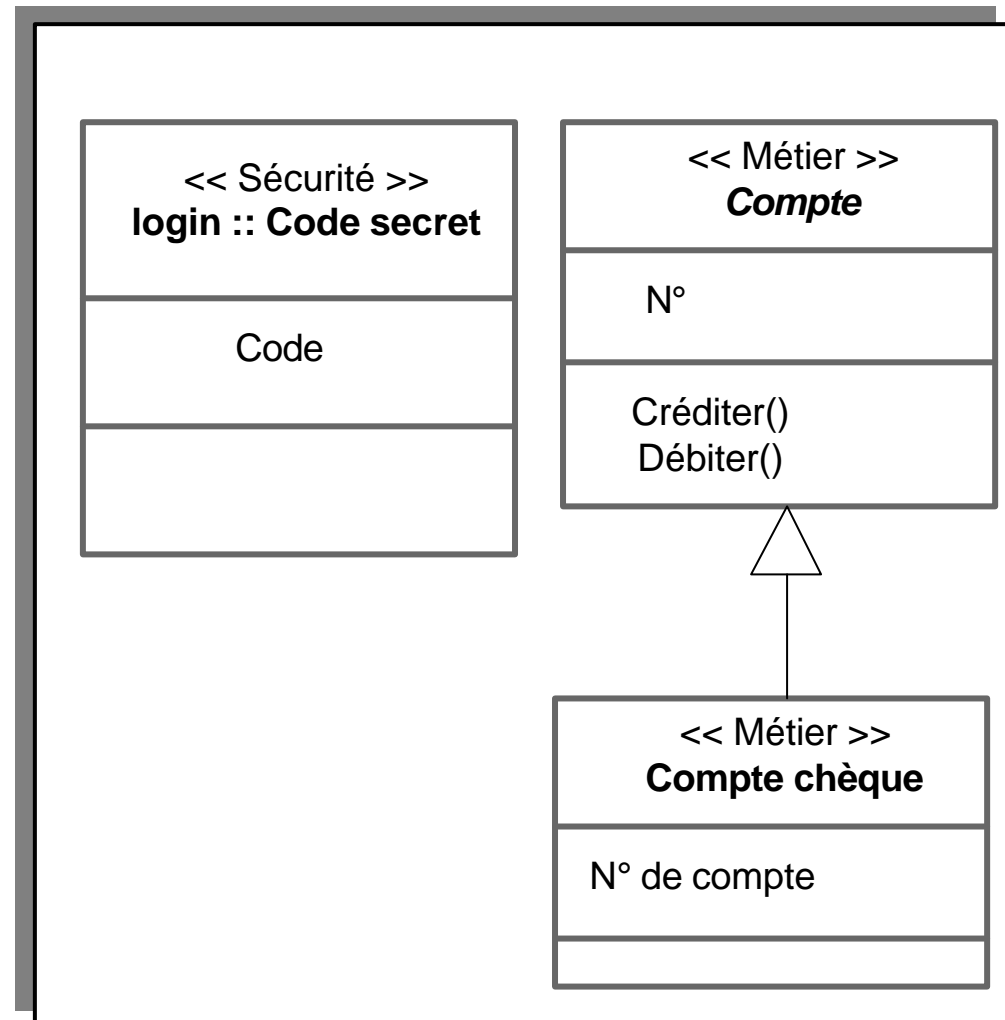 << Sécurité >>
login :: Code secret
Code
<< Métier >>
Compte
N°
Créditer()
Débiter()
<< Métier >>
Compte chèque
N° de compte